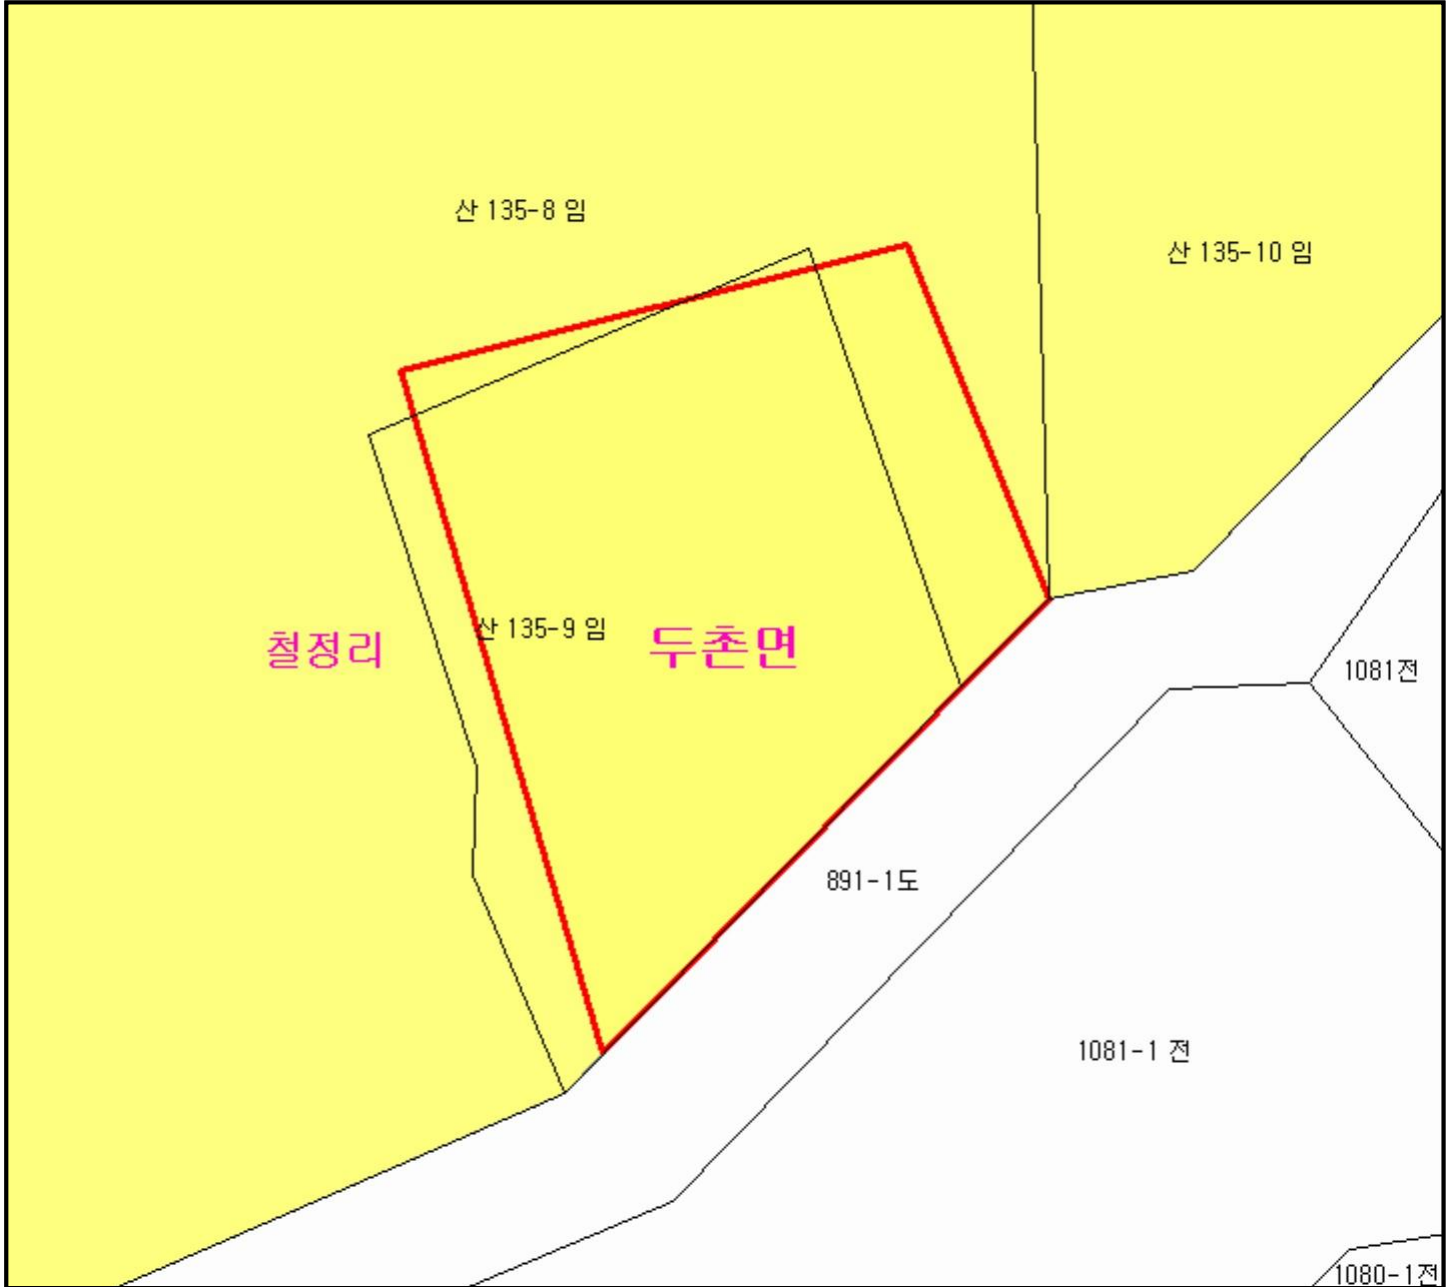 산 135-8 임
산 135-10 임
산 135-9 임
철정리
두촌면
1081전
891-1도
1081-1 전
1080-1전